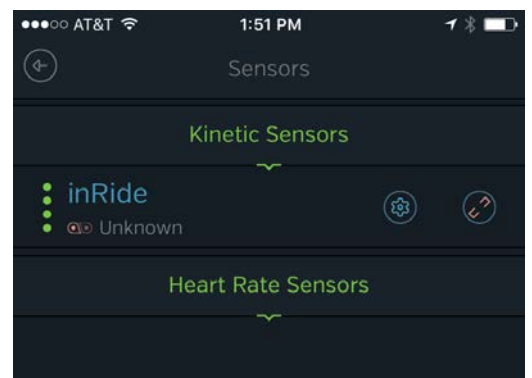 AT&T 1:51 PM
Sensors
Kinetic Sensors
inRide
Unknown
Heart Rate Sensors